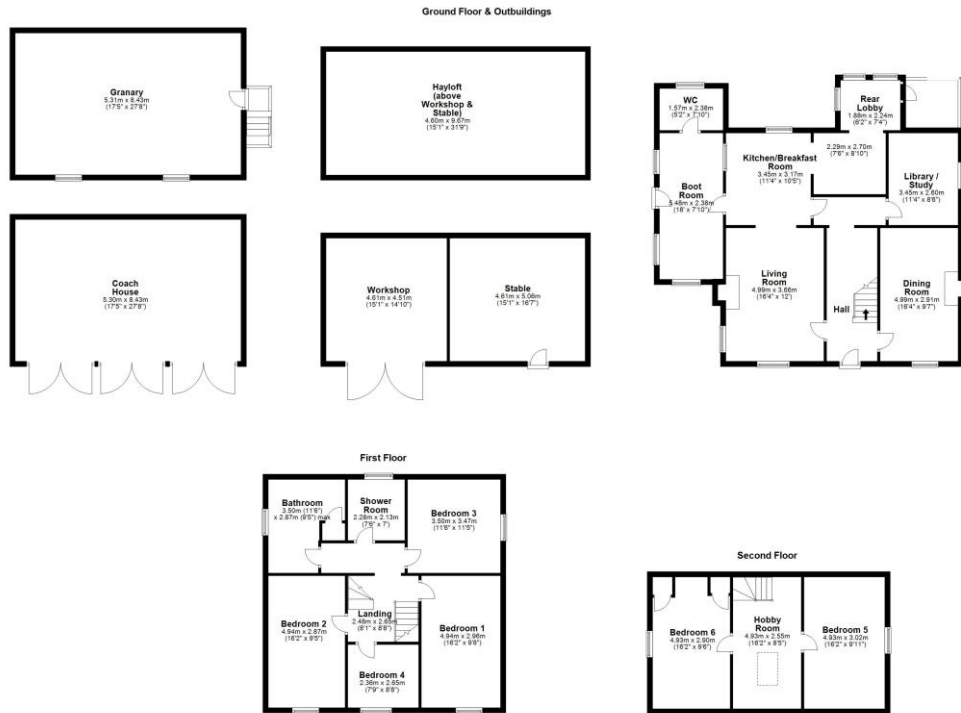 Ground Floor & Outbuildings
Granary
5.31m x 8.43m
(17'5" x 27'8")
Hayloft
(above
Workshop &
Stable)
4.60m x 9.67m
(15'1" x 31'9")
WC
1.57m x 2.38m
(5'2" x 7'10")
Rear
Lobby
1.88m x 2.24m
(6'2" x 7'4")
Kitchen/Breakfast
Room
3.45m x 3.17m
(11'4" x 10'5")
2.29m x 2.70m
(7'6" x 8'10")
Library /
Study
3.45m x 2.60m
(11'4" x 8'6")
Boot
Room
5.48m x 2.38m
(18' x 7'10")
Coach
House
5.30m x 8.43m
(17'5" x 27'8")
Workshop
4.61m x 4.51m
(15'1" x 14'10")
Stable
4.61m x 5.06m
(15'1" x 16'7")
Living
Room
4.99m x 3.66m
(16'4" x 12')
Hall
Dining
Room
4.99m x 2.91m
(16'4" x 9'7")
First Floor
Bathroom
3.50m (11'6")
x 2.87m (9'5") max
Shower
Room
2.28m x 2.13m
(7'6" x 7')
Bedroom 3
3.50m x 3.47m
(11'6" x 11'5")
Bedroom 2
4.94m x 2.87m
(16'2" x 9'5")
Landing
2.46m x 2.65m
(8'1" x 8'8")
Bedroom 1
4.94m x 2.96m
(16'2" x 9'8")
Bedroom 4
2.36m x 2.65m
(7'9" x 8'8")
Second Floor
Bedroom 6
4.93m x 2.90m
(16'2" x 9'6")
Hobby
Room
4.93m x 2.55m
(16'2" x 8'5")
Bedroom 5
4.93m x 3.02m
(16'2" x 9'11")